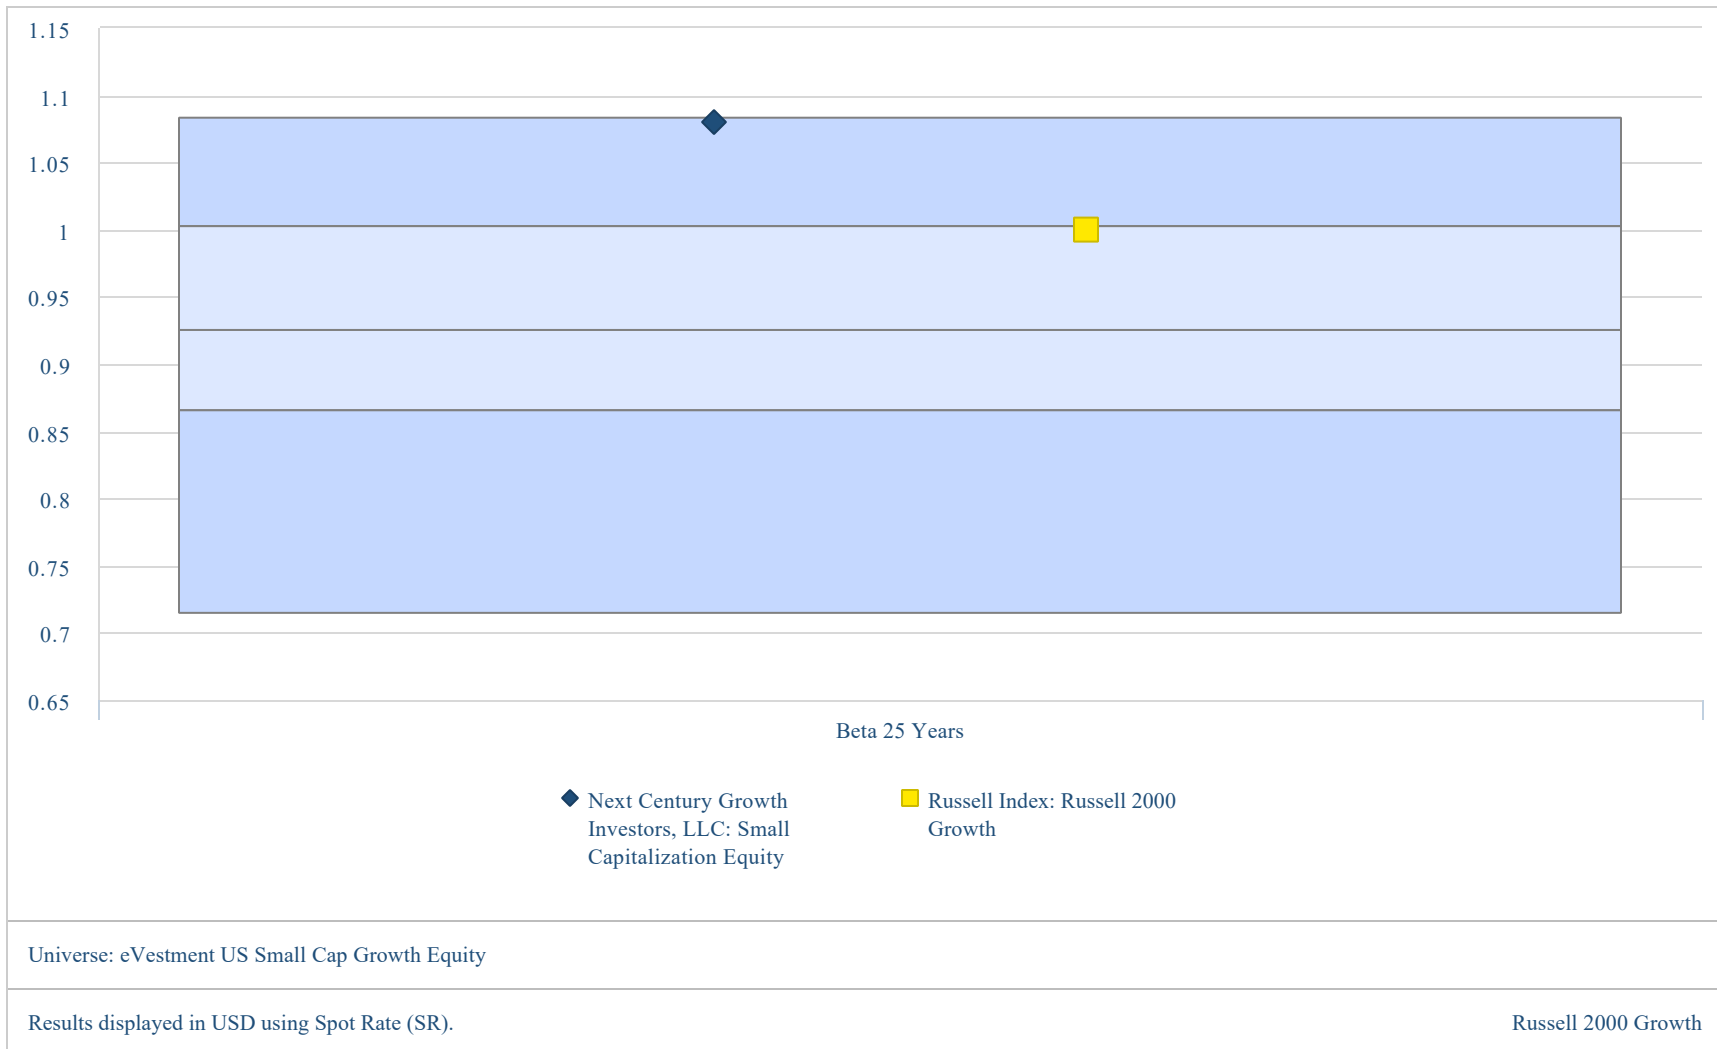 1.15
1.1
1.05
1
0.95
0.9
0.85
0.8
0.75
0.7
0.65
Beta 25 Years
Next Century Growth
Investors, LLC: Small
Capitalization Equity
Russell Index: Russell 2000
Growth
Universe: eVestment US Small Cap Growth Equity
Results displayed in USD using Spot Rate (SR).
Russell 2000 Growth